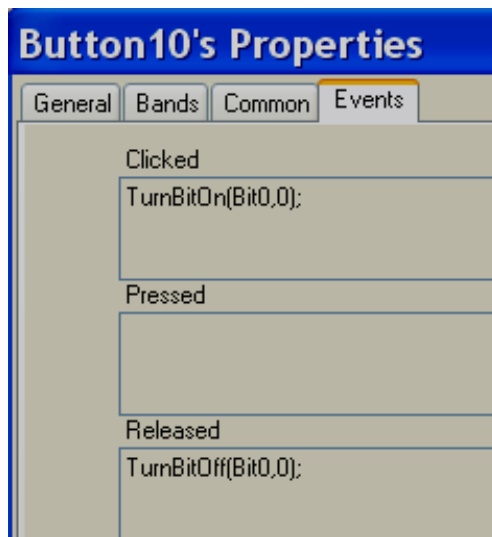 Button10's Properties
General Bands Common Events
Clicked
TurnBitOn(Bit0,0);
Pressed
Released
TurnBitOff(Bit0,0);